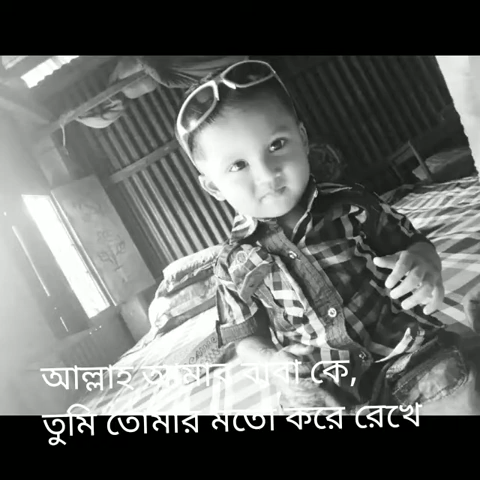 আল্লাহ আমার বাবা কে,
তুমি তোমার মতো করে রেখে